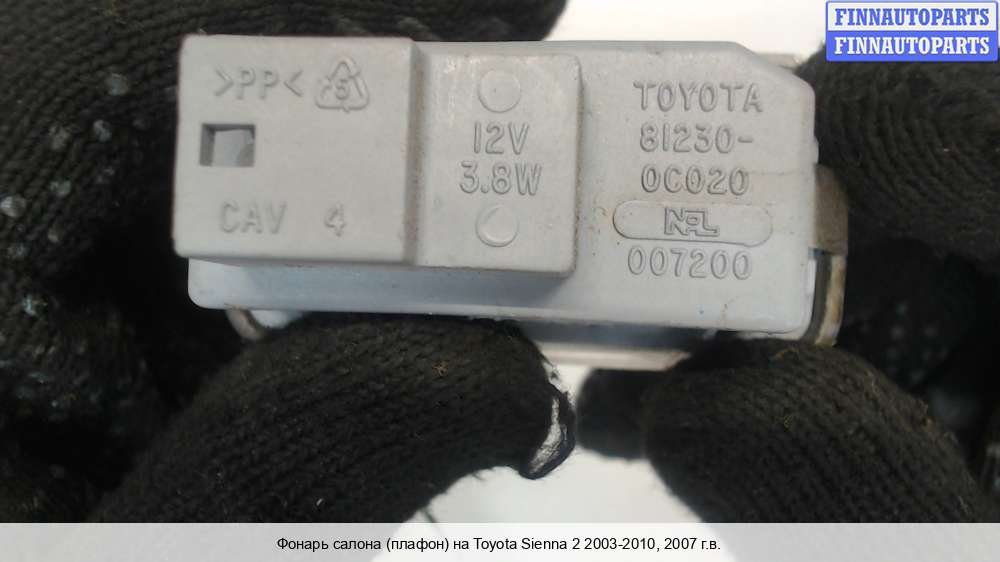 FINNAUTOPARTS
FINNAUTOPARTS
>PP< 5
CAV 4
12V
3.8W
TOYOTA
81230-
0C020
NAL
007200
Фонарь салона (плафон) на Toyota Sienna 2 2003-2010, 2007 г.в.